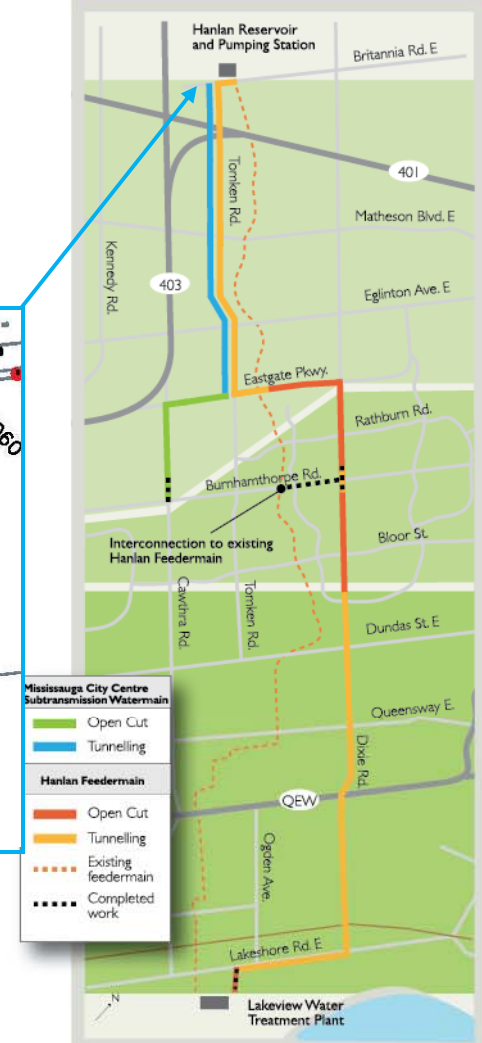 Hanlan Reservoir
and Pumping Station
Britannia Rd. E
401
Tomken Rd.
Matheson Blvd. E
Kennedy Rd.
403
Eglinton Ave. E
Eastgate Pkwy.
Rathburn Rd.
060
Burnhamthorpe Rd.
Interconnection to existing
Hanlan Feedermain
Bloor St.
Cawthra Rd.
Tomken Rd.
Dundas St. E
Mississauga City Centre
Subtransmission Watermain
Open Cut
Tunnelling
Hanlan Feedermain
Open Cut
Tunnelling
Existing
feedermain
Completed
work
Queensway E.
Dixie Rd.
QEW
Ogden Ave.
Lakeshore Rd. E
N
Lakeview Water
Treatment Plant